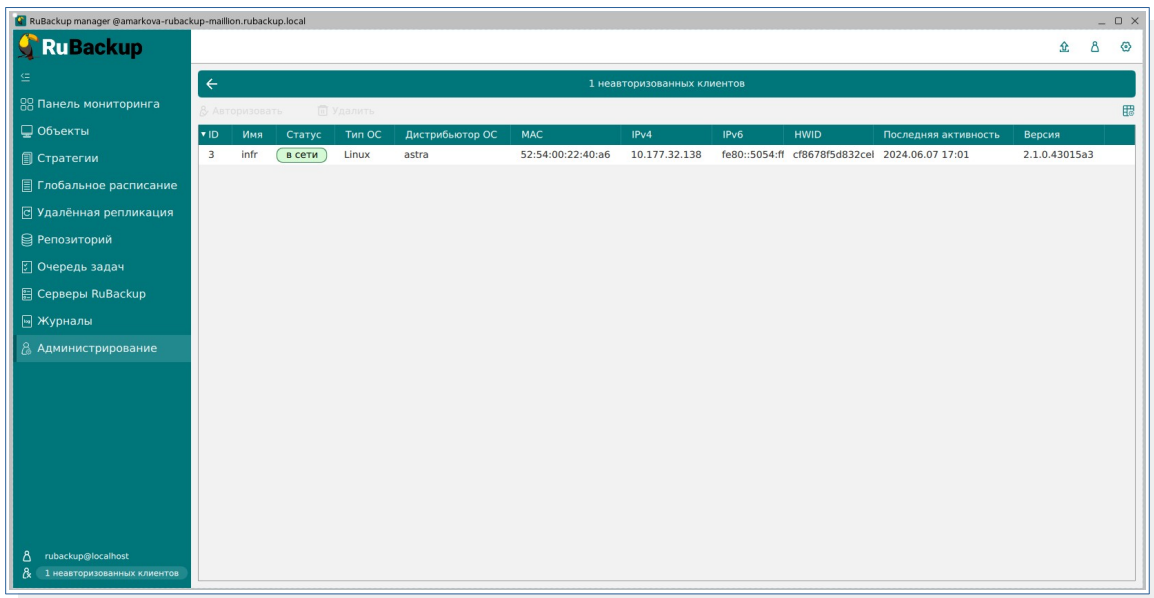 RuBackup manager @amarkova-rubackup-maillion.rubackup.local
RuBackup
1 неавторизованных клиентов
Панель мониторинга
Объекты
Стратегии
Глобальное расписание
Удалённая репликация
Репозиторий
Очередь задач
Серверы RuBackup
Журналы
Администрирование
Авторизовать Удалить
ID Имя Статус Тип ОС Дистрибьютор ОС MAC IPv4 IPv6 HWID Последняя активность Версия
3 infr в сети Linux astra 52:54:00:22:40:a6 10.177.32.138 fe80::5054:ff cf8678f5d832cel 2024.06.07 17:01 2.1.0.43015a3
rubackup@localhost
1 неавторизованных клиентов